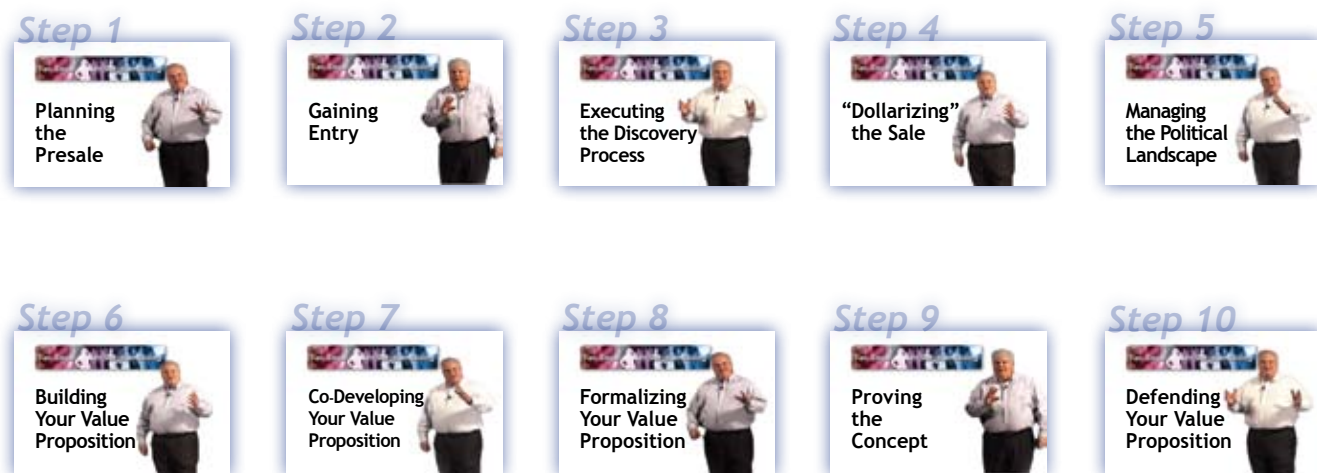 Step 1
Planning
the
Presale
Step 2
Gaining
Entry
Step 3
Executing
the Discovery
Process
Step 4
“Dollarizing”
the Sale
Step 5
Managing
the Political
Landscape
Step 6
Building
Your Value
Proposition
Step 7
Co-Developing
Your Value
Proposition
Step 8
Formalizing
Your Value
Proposition
Step 9
Proving
the
Concept
Step 10
Defending
Your Value
Proposition